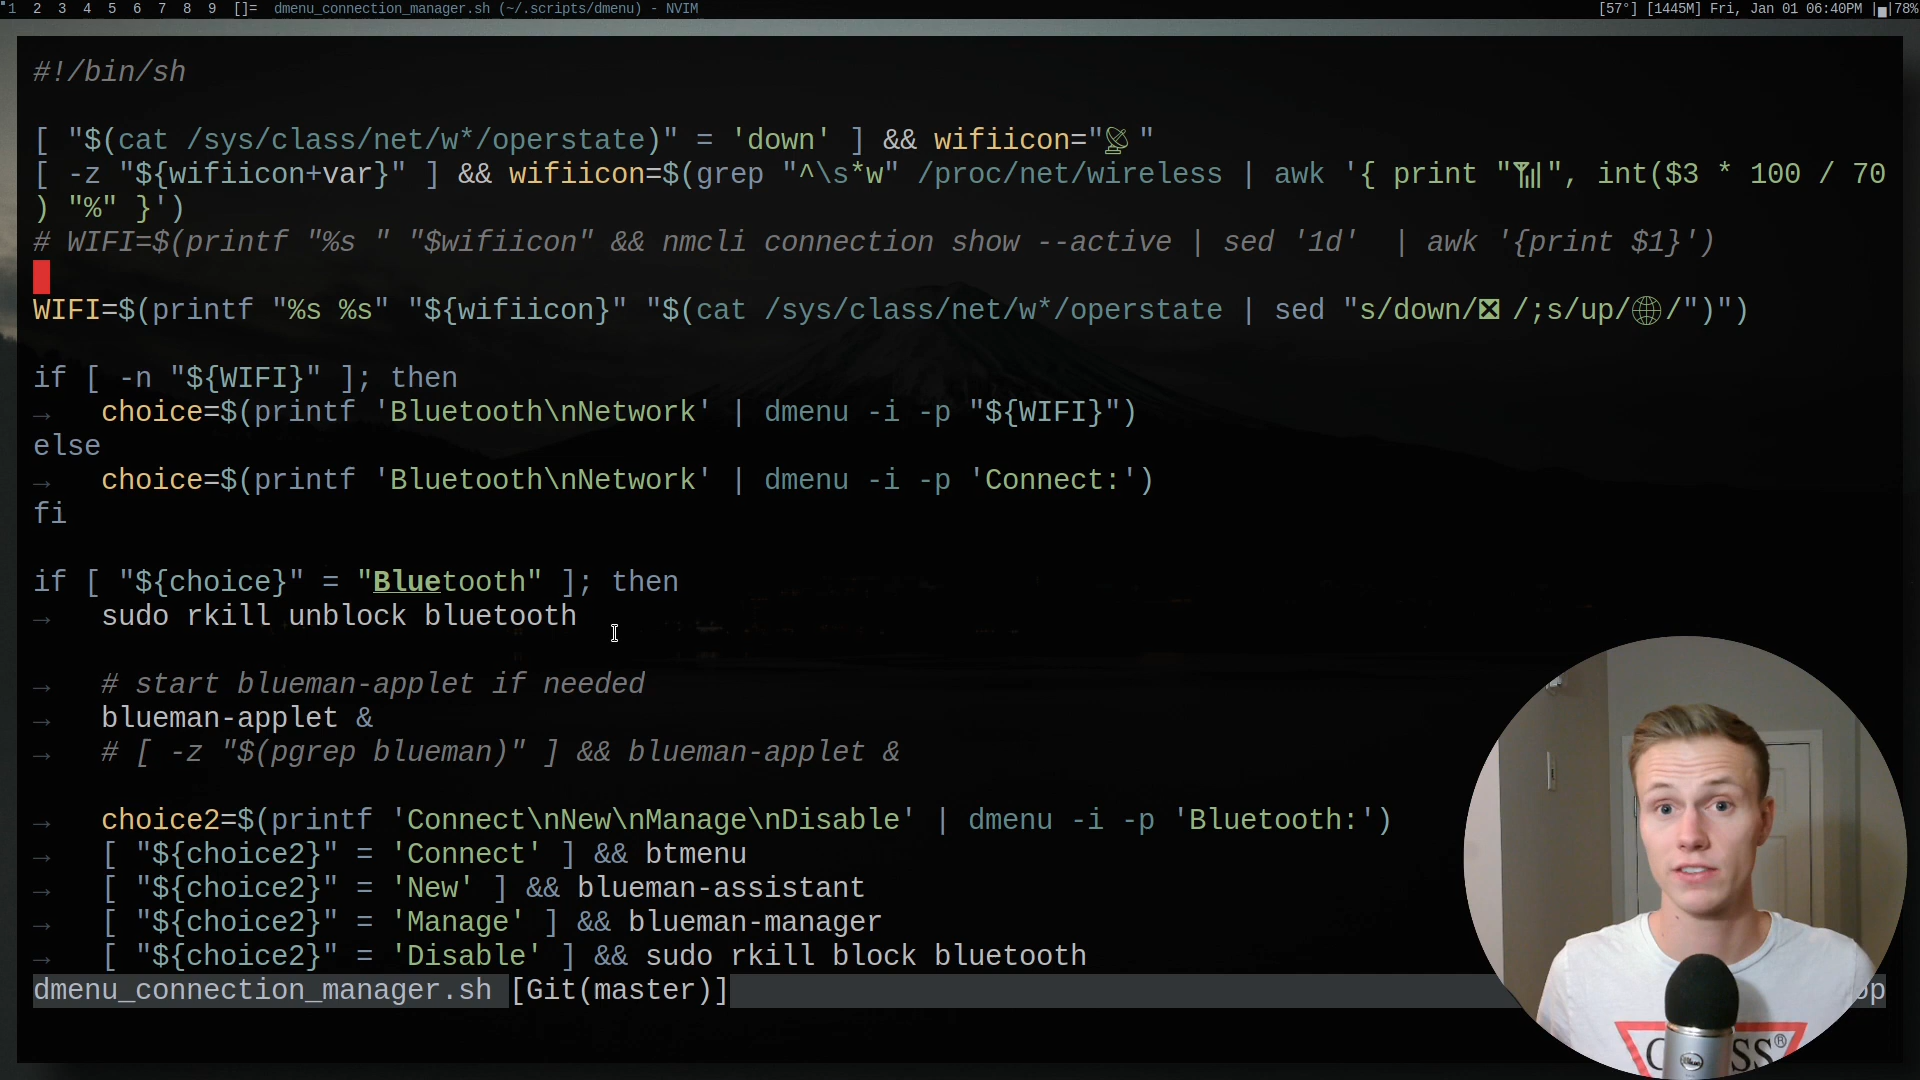 1 2 3 4 5 6 7 8 9 []= dmenu_connection_manager.sh (~/.scripts/dmenu) - NVIM [57°] [1445M] Fri, Jan 01 06:40PM |▄|78%
#!/bin/sh
[ "$(cat /sys/class/net/w*/operstate)" = 'down' ] && wifiicon="📡 "
[ -z "${wifiicon+var}" ] && wifiicon=$(grep "^\s*w" /proc/net/wireless | awk '{ print "📶", int($3 * 100 / 70
) "%" }')
# WIFI=$(printf "%s " "$wifiicon" && nmcli connection show --active | sed '1d'  | awk '{print $1}')
WIFI=$(printf "%s %s" "${wifiicon}" "$(cat /sys/class/net/w*/operstate | sed "s/down/❎ /;s/up/🌐/")")
if [ -n "${WIFI}" ]; then
→ choice=$(printf 'Bluetooth\nNetwork' | dmenu -i -p "${WIFI}")
else
→ choice=$(printf 'Bluetooth\nNetwork' | dmenu -i -p 'Connect:')
fi
if [ "${choice}" = "Bluetooth" ]; then
→ sudo rkill unblock bluetooth
→ # start blueman-applet if needed
→ blueman-applet &
→ # [ -z "$(pgrep blueman)" ] && blueman-applet &
→ choice2=$(printf 'Connect\nNew\nManage\nDisable' | dmenu -i -p 'Bluetooth:')
→ [ "${choice2}" = 'Connect' ] && btmenu
→ [ "${choice2}" = 'New' ] && blueman-assistant
→ [ "${choice2}" = 'Manage' ] && blueman-manager
→ [ "${choice2}" = 'Disable' ] && sudo rkill block bluetooth
dmenu_connection_manager.sh [Git(master)]